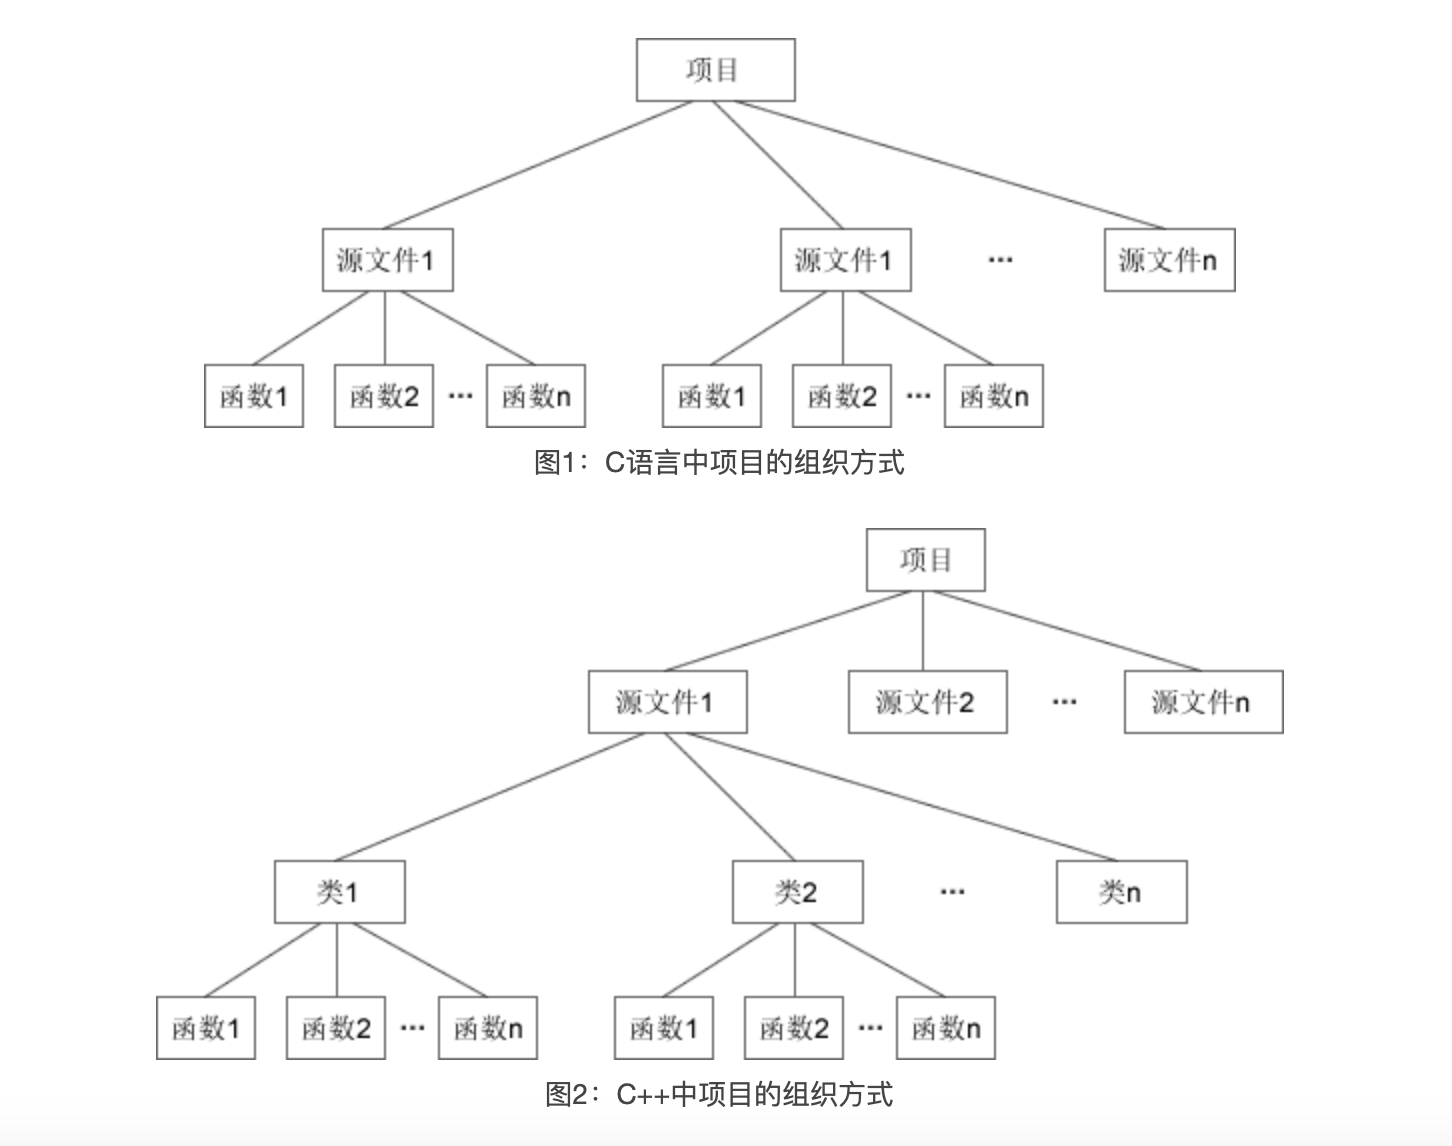 项目
源文件1 源文件1 ... 源文件n
函数1 函数2 ... 函数n 函数1 函数2 ... 函数n
图1：C语言中项目的组织方式
项目
源文件1 源文件2 ... 源文件n
类1 类2 ... 类n
函数1 函数2 ... 函数n 函数1 函数2 ... 函数n
图2：C++中项目的组织方式